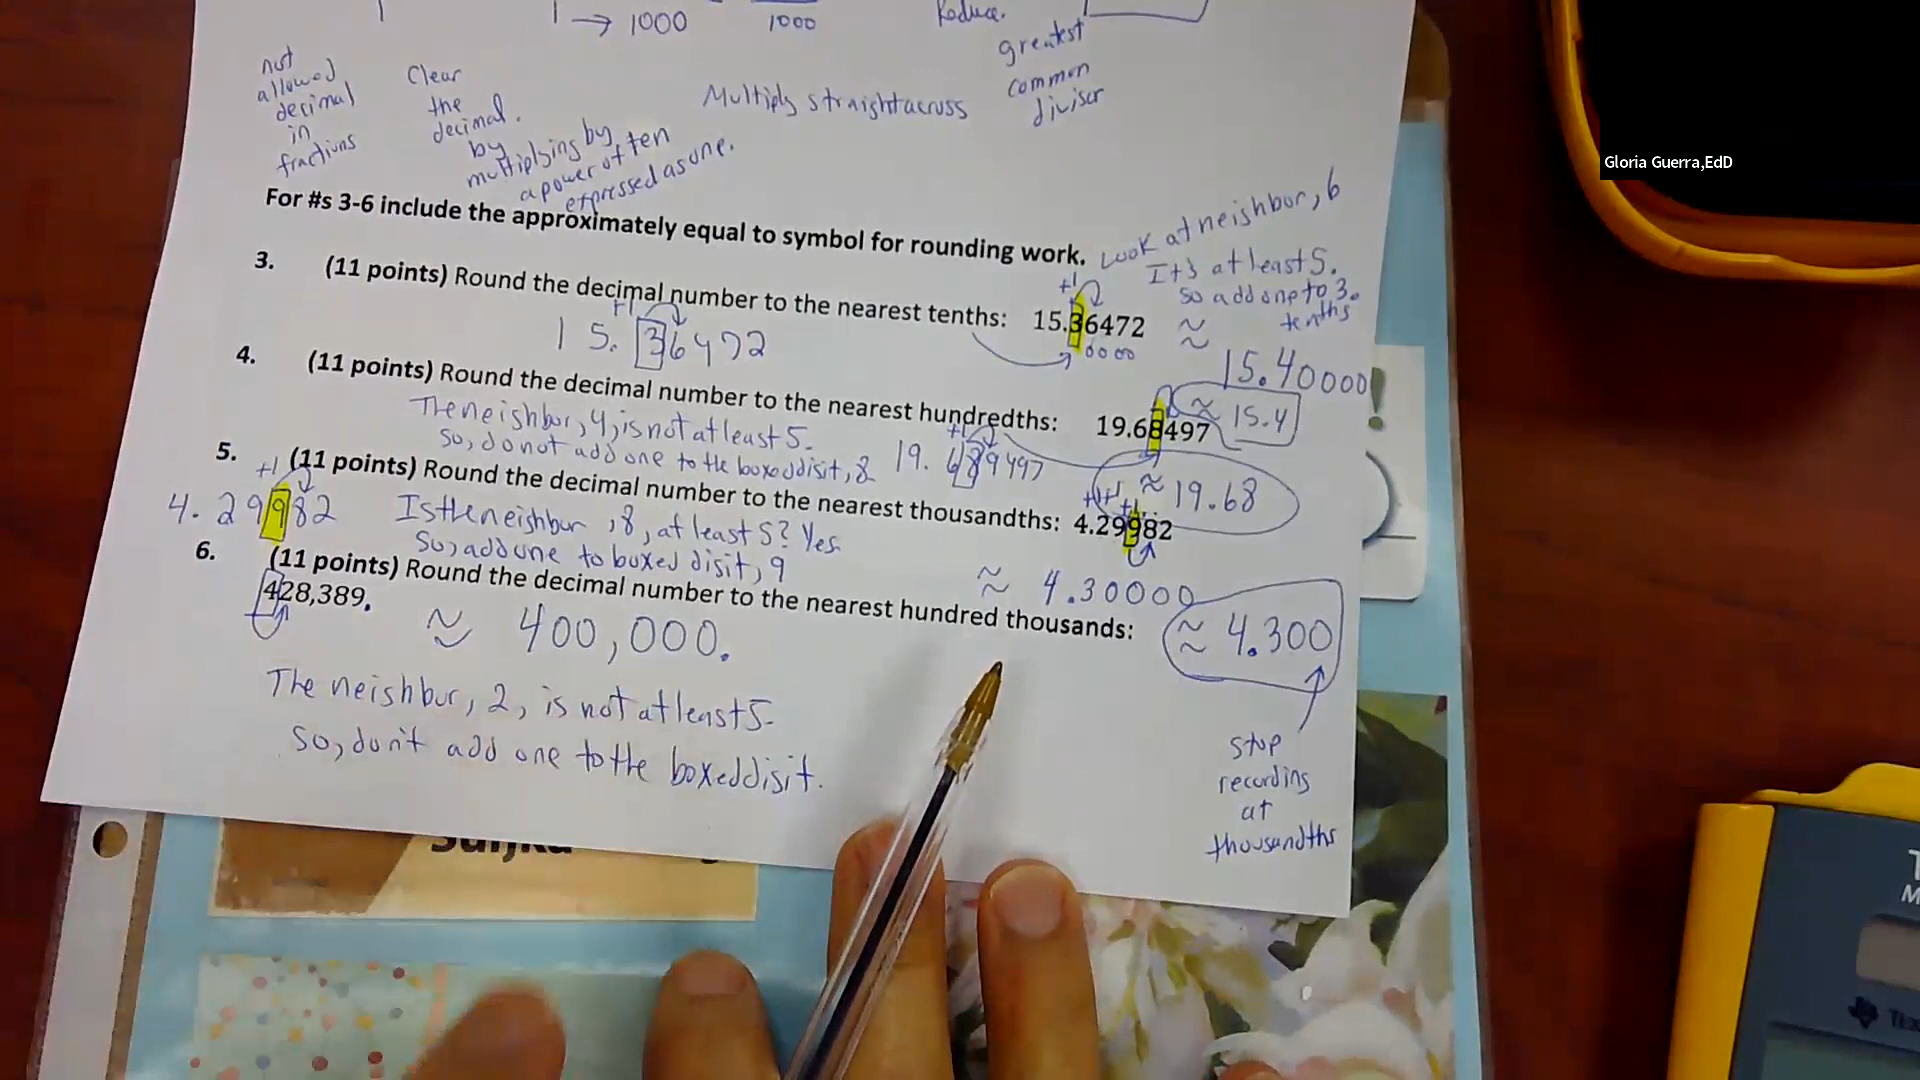 → 1000
1000
Reduce.
greatest
common
divisor
not
allowed
decimal
in
fractions
Clear
the
decimal.
by
multiplying by
a power of ten
expressed as one.
Multiply straight across
Gloria Guerra,EdD
For #s 3-6 include the approximately equal to symbol for rounding work.
Look at neighbor, 6
It's at least 5.
so add one to 3.
tenths
3. (11 points) Round the decimal number to the nearest tenths: 15.36472
+1
+1
0000
15.36472
≈ 15.40000
≈ 15.4
4. (11 points) Round the decimal number to the nearest hundredths: 19.68497
The neighbor, 4, is not at least 5.
So, do not add one to the boxed digit, 8
+1
≈ 19.68
5. (11 points) Round the decimal number to the nearest thousandths: 4.29982
+1
4.29982
Is the neighbor, 8, at least 5? Yes.
So, add one to boxed digit, 9
≈ 4.30000
≈ 4.300
stop
recording
at
thousandths
6. (11 points) Round the decimal number to the nearest hundred thousands:
428,389. ≈ 400,000.
The neighbor, 2, is not at least 5.
So, don't add one to the boxed digit.